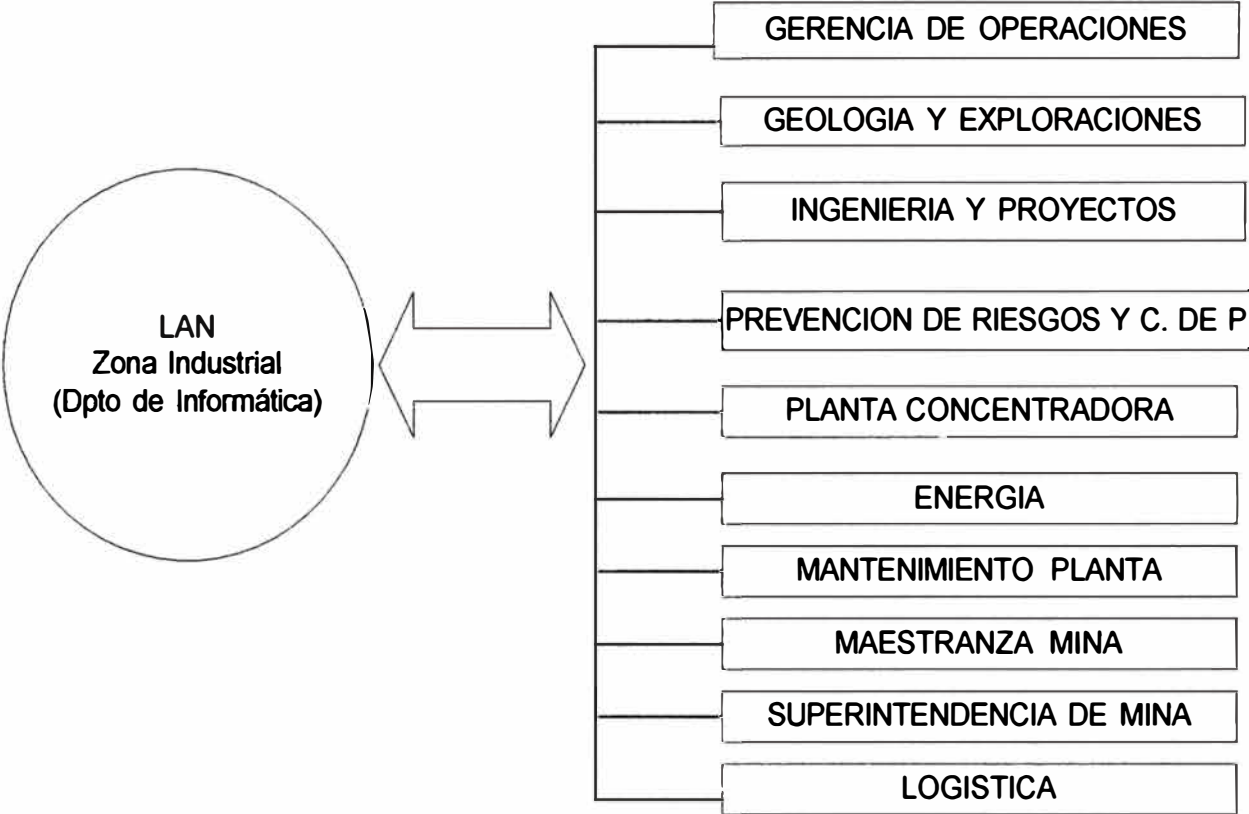 LAN
Zona Industrial
(Dpto de Informática)
GERENCIA DE OPERACIONES
GEOLOGIA Y EXPLORACIONES
INGENIERIA Y PROYECTOS
PREVENCION DE RIESGOS Y C. DE P
PLANTA CONCENTRADORA
ENERGIA
MANTENIMIENTO PLANTA
MAESTRANZA MINA
SUPERINTENDENCIA DE MINA
LOGISTICA